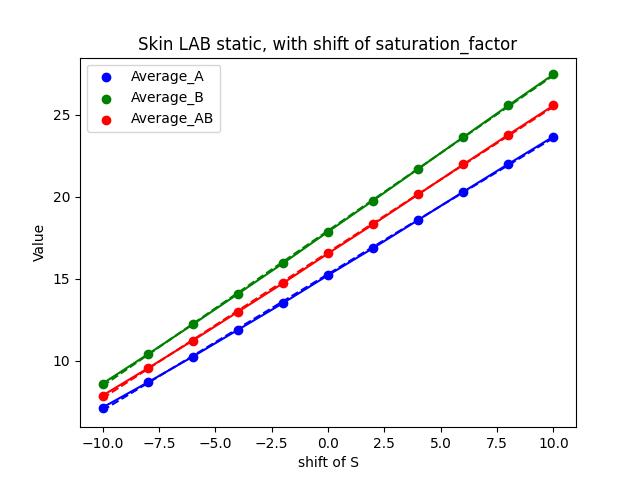 Skin LAB static, with shift of saturation_factor
Average_A
Average_B
Average_AB
25
20
15
10
Value
−10.0 −7.5 −5.0 −2.5 0.0 2.5 5.0 7.5 10.0
shift of S